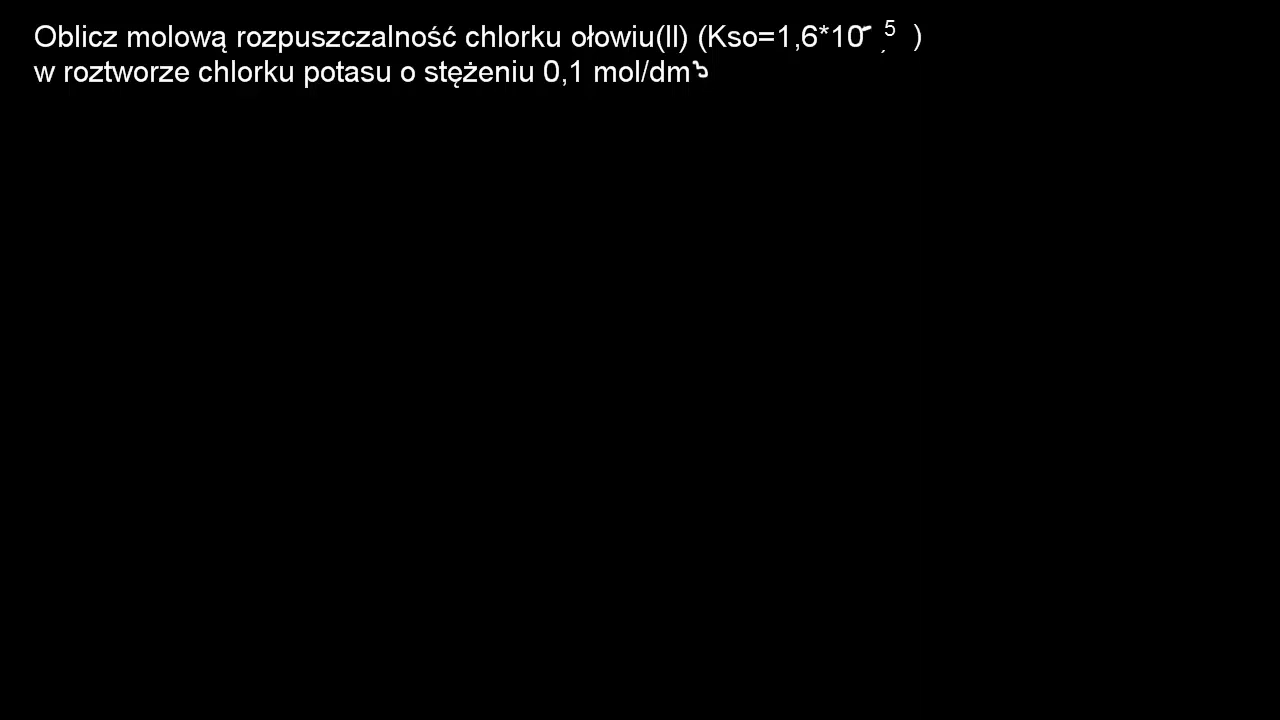 Oblicz molową rozpuszczalność chlorku ołowiu(II) (Kso=1,6*10⁻⁵ )
w roztworze chlorku potasu o stężeniu 0,1 mol/dm³